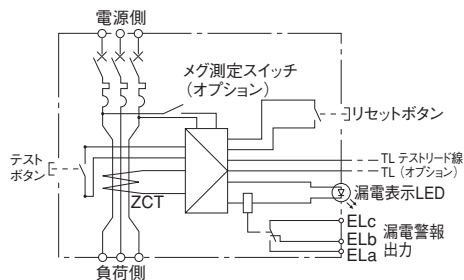 電源側
メグ測定スイッチ
(オプション)
リセットボタン
テスト
ボタン
TL テストリード線
TL (オプション)
ZCT
漏電表示LED
ELc
ELb
ELa
漏電警報
出力
負荷側